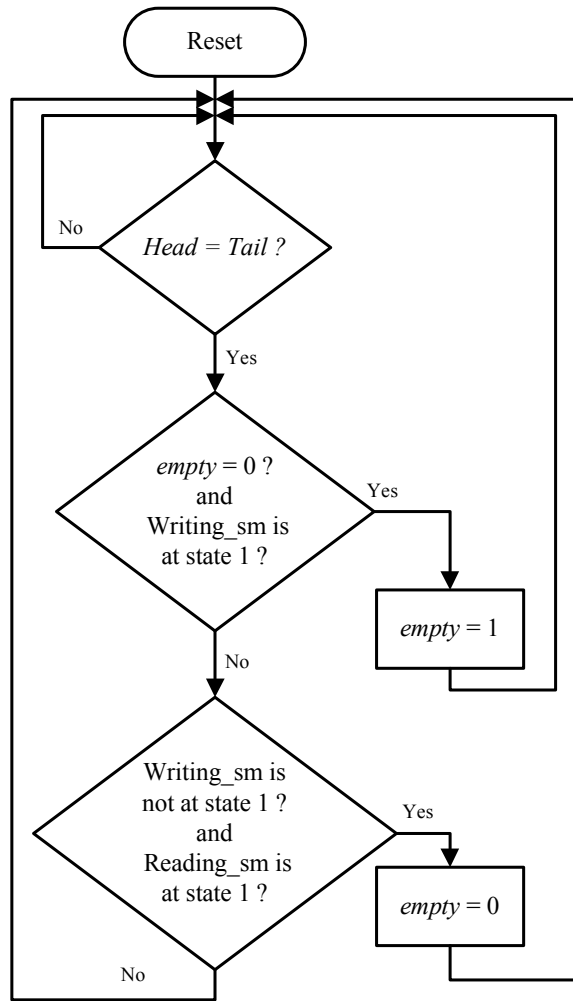 Reset
No
Head = Tail ?
Yes
empty = 0 ?
and
Writing_sm is
at state 1 ?
Yes
empty = 1
No
Writing_sm is
not at state 1 ?
and
Reading_sm is
at state 1 ?
Yes
empty = 0
No